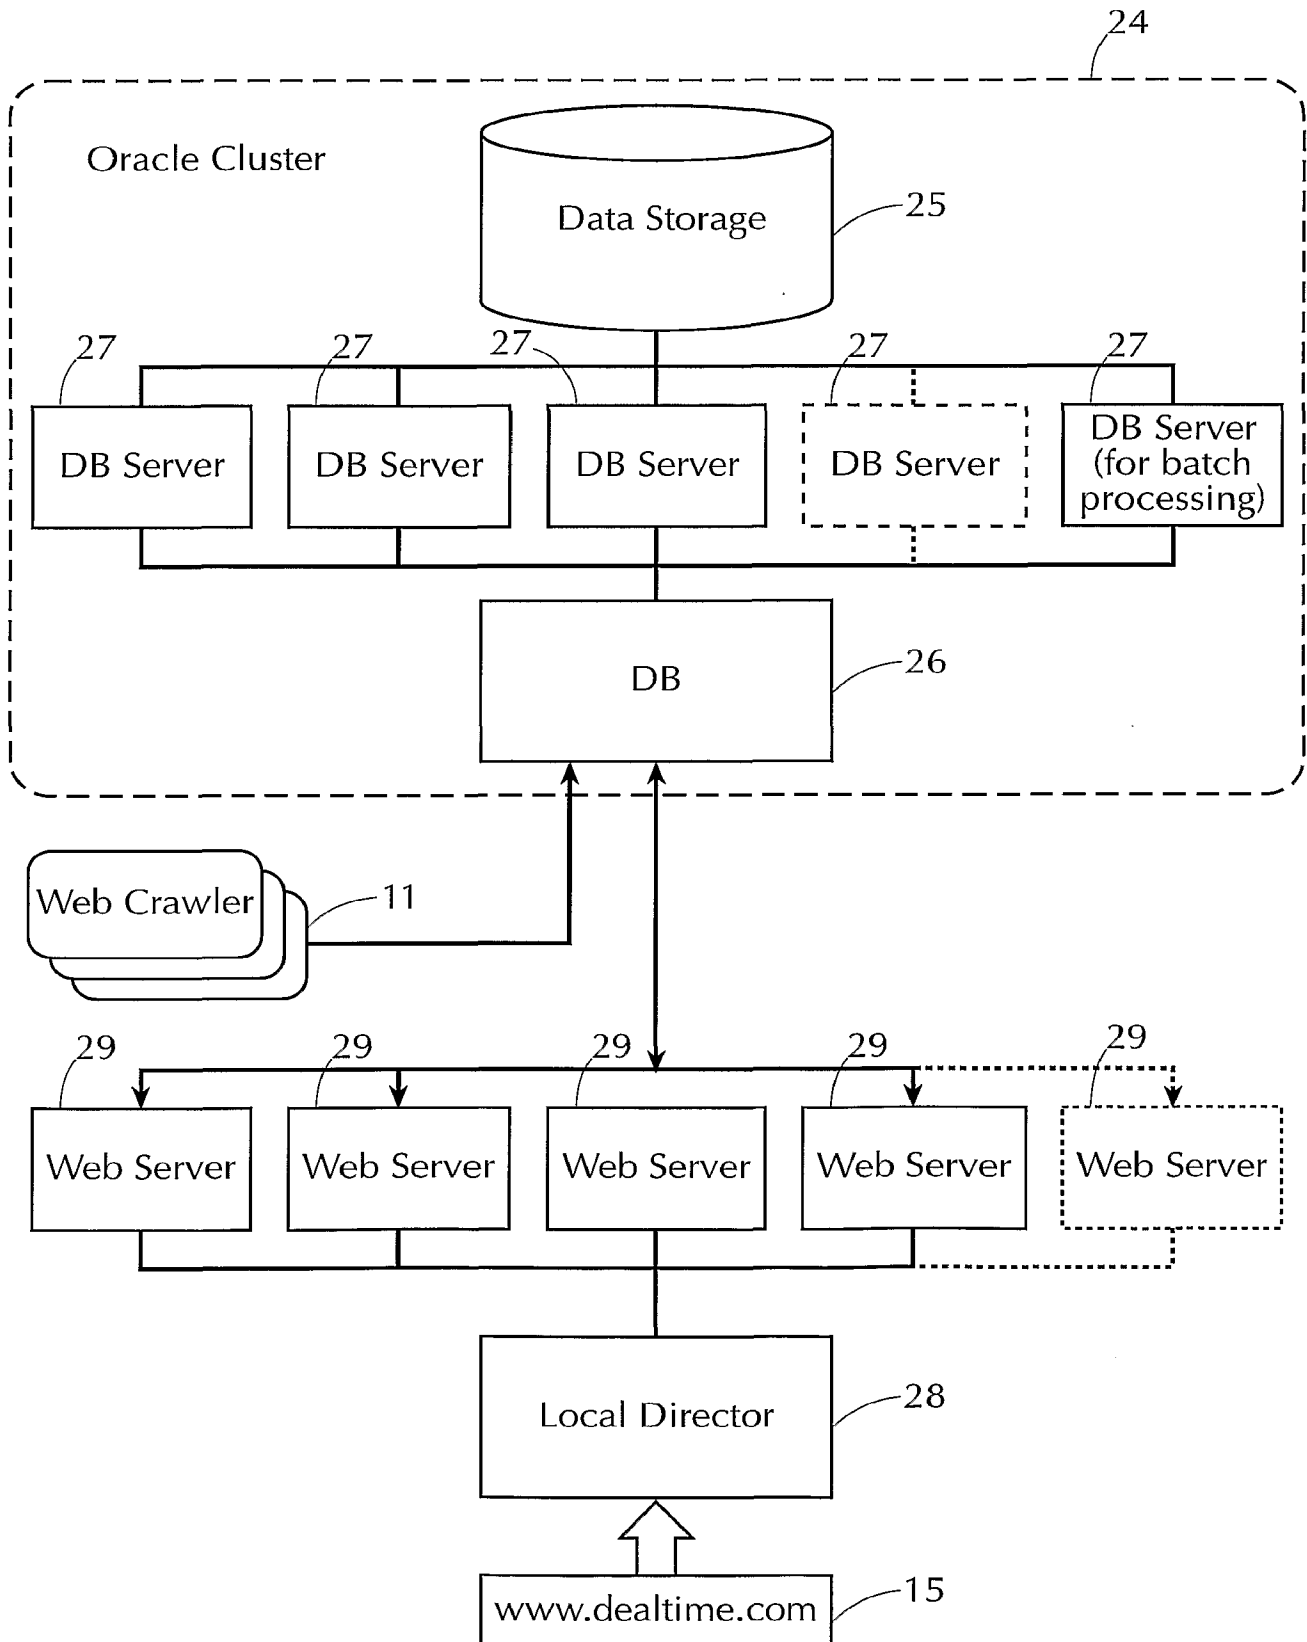 24
Oracle Cluster
Data Storage
25
27
27
27
27
27
DB Server
DB Server
DB Server
DB Server
DB Server
(for batch
processing)
DB
26
Web Crawler
11
29
29
29
29
29
Web Server
Web Server
Web Server
Web Server
Web Server
Local Director
28
www.dealtime.com
15